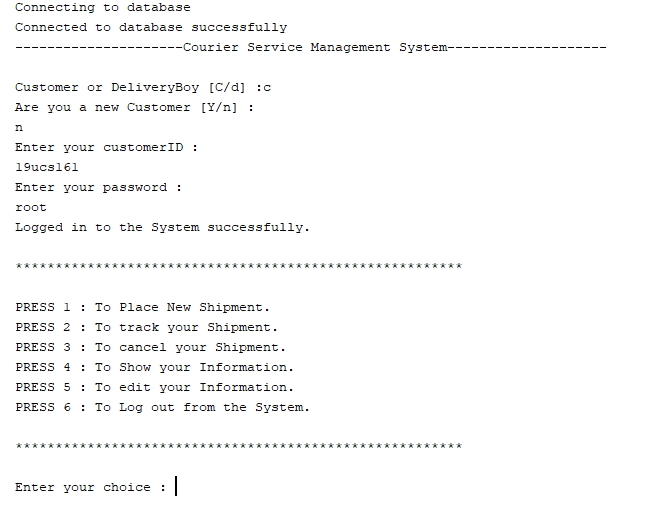 Connecting to database
Connected to database successfully
---------------------Courier Service Management System--------------------
Customer or DeliveryBoy [C/d] :c
Are you a new Customer [Y/n] :
n
Enter your customerID :
19ucs161
Enter your password :
root
Logged in to the System successfully.
********************************************************
PRESS 1 : To Place New Shipment.
PRESS 2 : To track your Shipment.
PRESS 3 : To cancel your Shipment.
PRESS 4 : To Show your Information.
PRESS 5 : To edit your Information.
PRESS 6 : To Log out from the System.
********************************************************
Enter your choice :